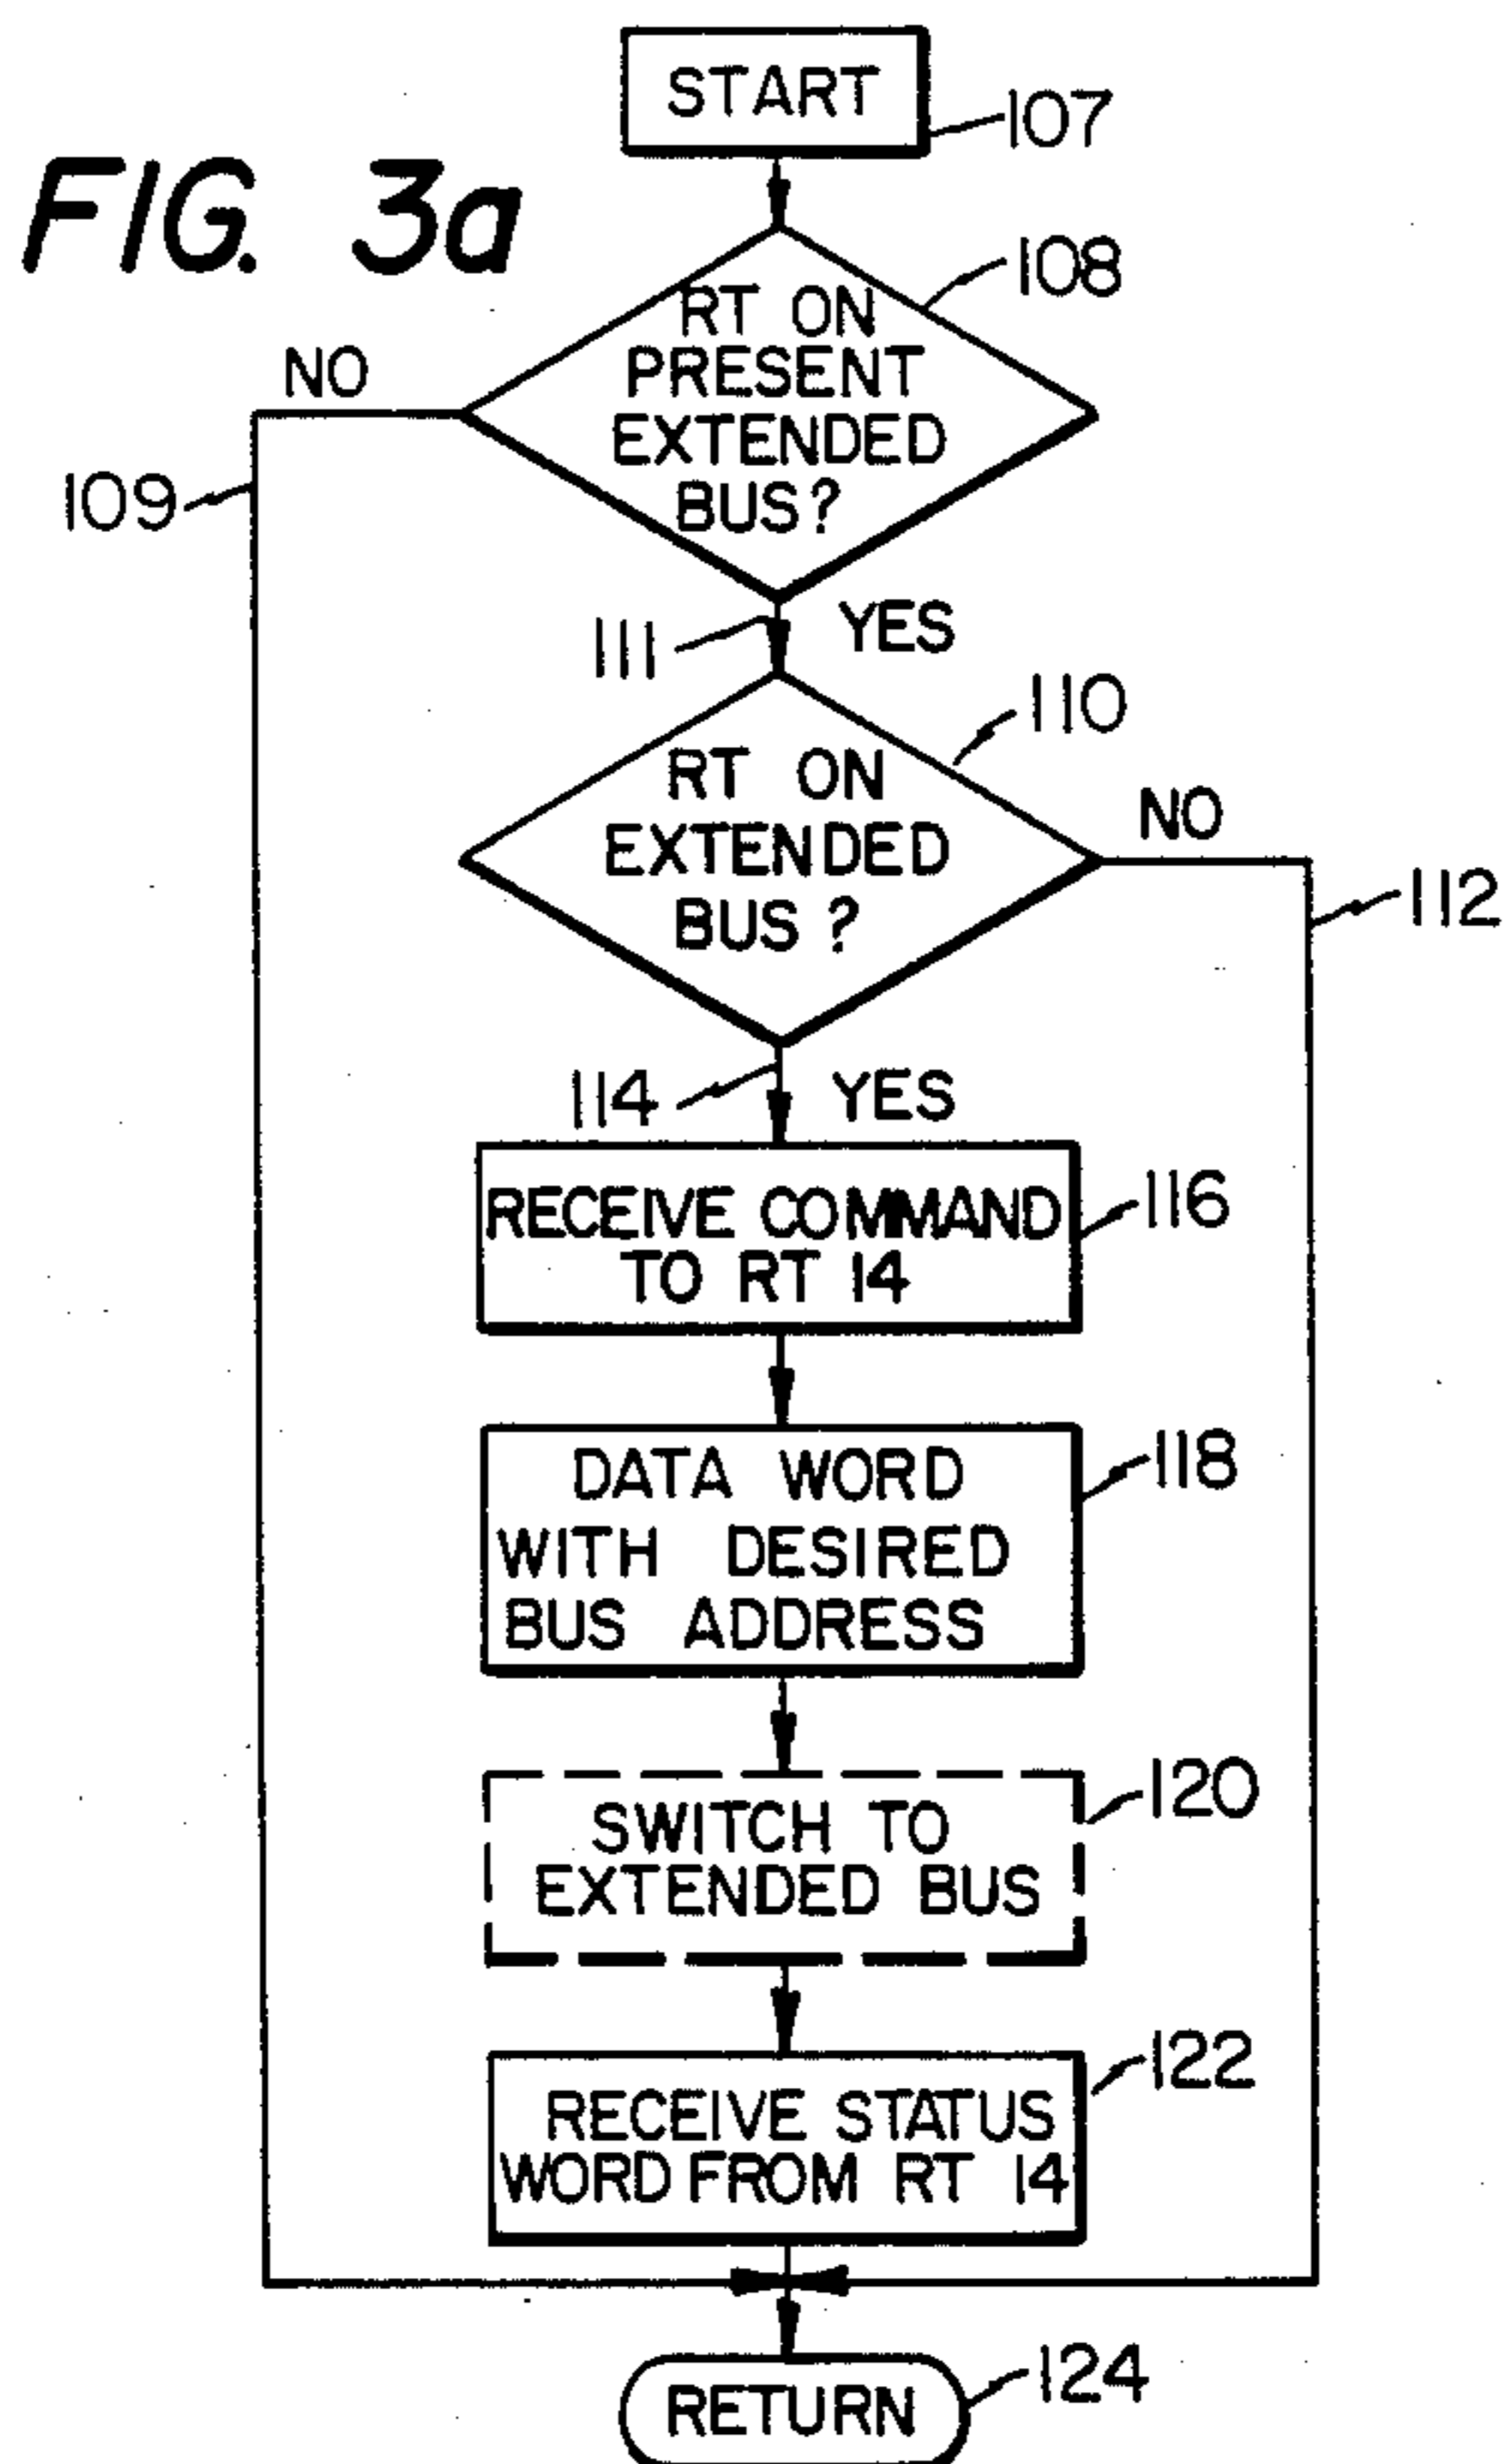 START
107
FIG. 3a
108
RT ON
PRESENT
EXTENDED
BUS?
NO
109
111
YES
110
RT ON
EXTENDED
BUS ?
NO
112
114
YES
RECEIVE COMMAND
TO RT 14
116
DATA WORD
WITH DESIRED
BUS ADDRESS
118
SWITCH TO
EXTENDED BUS
120
RECEIVE STATUS
WORD FROM RT 14
122
RETURN
124